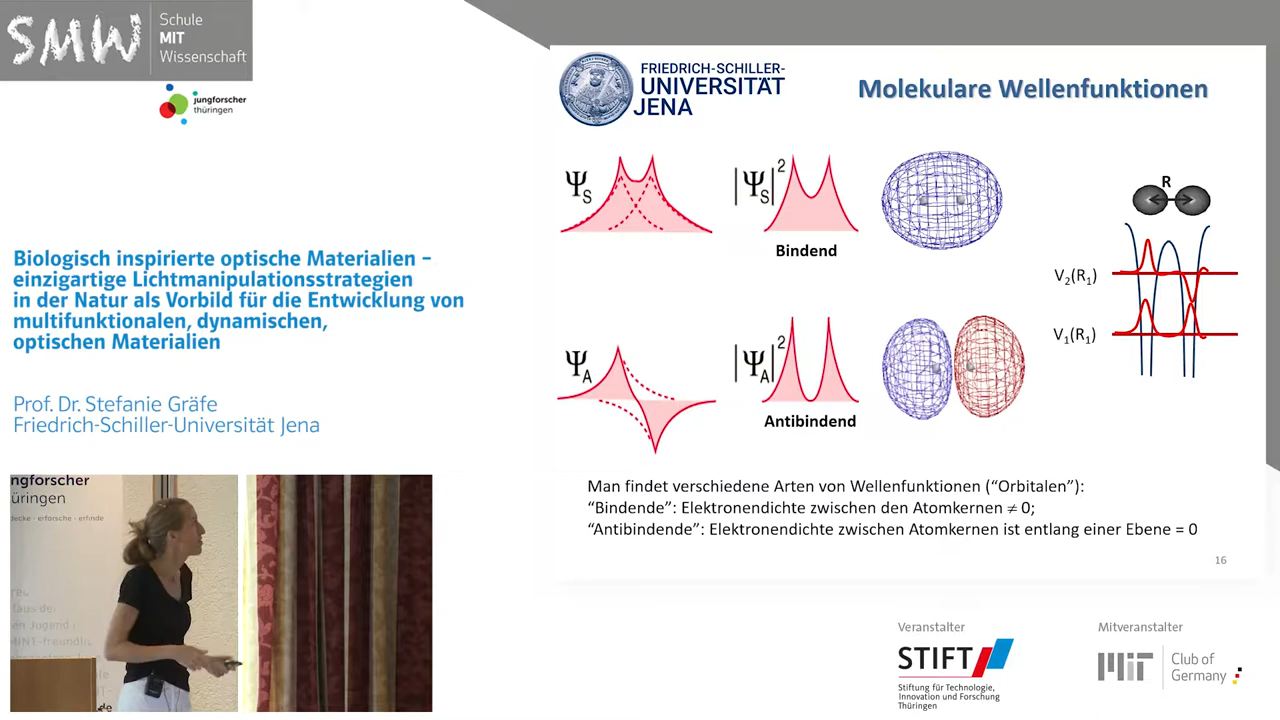 SMW
Schule
MIT
Wissenschaft
jungforscher
thüringen
Biologisch inspirierte optische Materialien –
einzigartige Lichtmanipulationsstrategien
in der Natur als Vorbild für die Entwicklung von
multifunktionalen, dynamischen,
optischen Materialien
Prof. Dr. Stefanie Gräfe
Friedrich-Schiller-Universität Jena
ngforscher
üringen
decke · erforsche · erfinde
FRIEDRICH-SCHILLER-
UNIVERSITÄT
JENA
Molekulare Wellenfunktionen
Ψ_S
|Ψ_S|²
Bindend
R
V₂(R₁)
V₁(R₁)
Ψ_A
|Ψ_A|²
Antibindend
Man findet verschiedene Arten von Wellenfunktionen (“Orbitalen”):
“Bindende”: Elektronendichte zwischen den Atomkernen ≠ 0;
“Antibindende”: Elektronendichte zwischen Atomkernen ist entlang einer Ebene = 0
16
Veranstalter
STIFT
Stiftung für Technologie,
Innovation und Forschung
Thüringen
Mitveranstalter
MIT
Club of
Germany